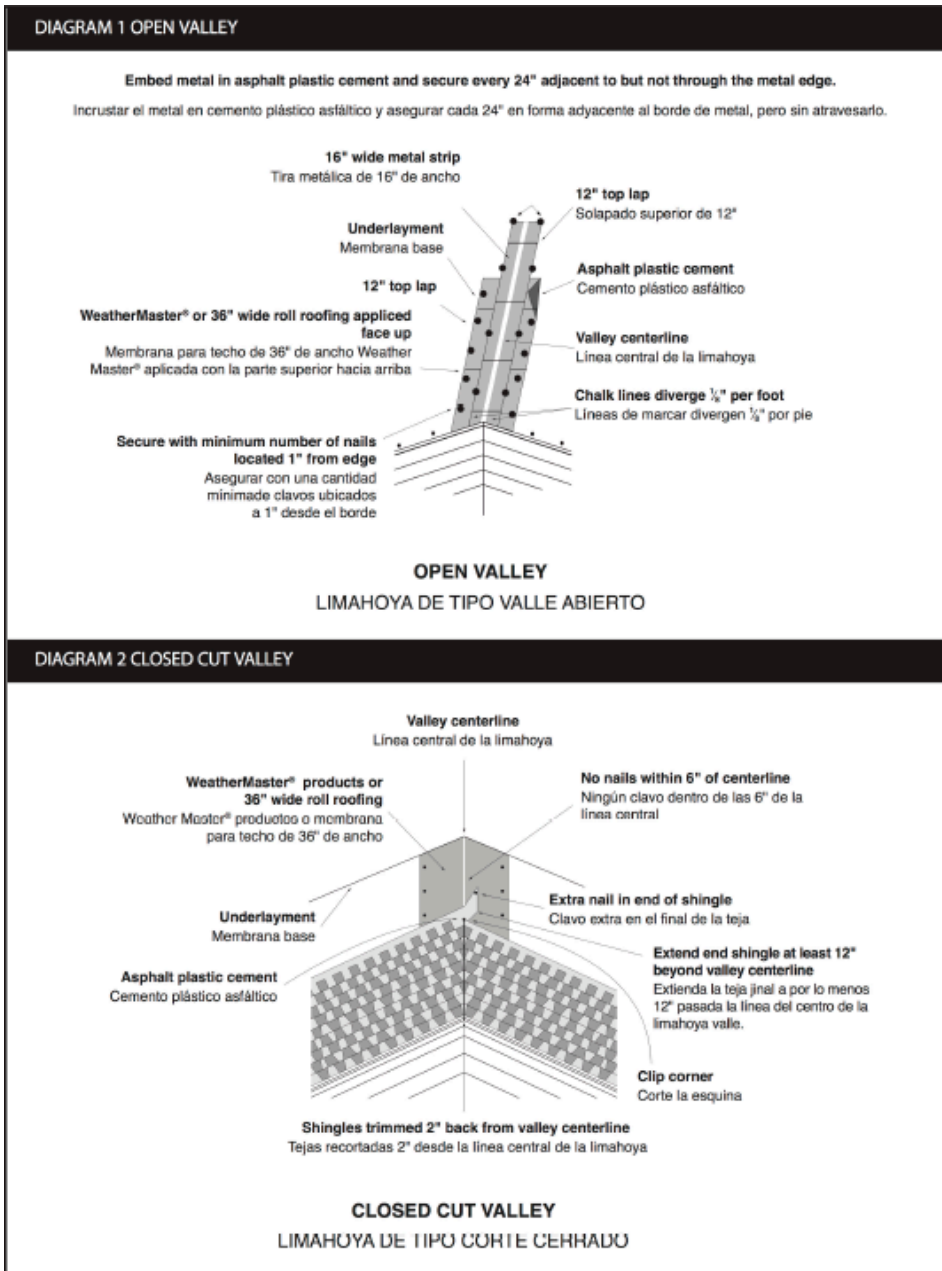 DIAGRAM 1 OPEN VALLEY
Embed metal in asphalt plastic cement and secure every 24" adjacent to but not through the metal edge.
Incrustar el metal en cemento plástico asfáltico y asegurar cada 24" en forma adyacente al borde de metal, pero sin atravesarlo.
16" wide metal strip
Tira metálica de 16" de ancho
12" top lap
Solapado superior de 12"
Underlayment
Membrana base
Asphalt plastic cement
Cemento plástico asfáltico
12" top lap
WeatherMaster® or 36" wide roll roofing appliced
face up
Membrana para techo de 36" de ancho Weather
Master® aplicada con la parte superior hacia arriba
Valley centerline
Línea central de la limahoya
Chalk lines diverge ⅛" per foot
Líneas de marcar divergen ⅛" por pie
Secure with minimum number of nails
located 1" from edge
Asegurar con una cantidad
mínimade clavos ubicados
a 1" desde el borde
OPEN VALLEY
LIMAHOYA DE TIPO VALLE ABIERTO
DIAGRAM 2 CLOSED CUT VALLEY
Valley centerline
Línea central de la limahoya
WeatherMaster® products or
36" wide roll roofing
Weather Master® productos o membrana
para techo de 36" de ancho
No nails within 6" of centerline
Ningún clavo dentro de las 6" de la
línea central
Underlayment
Membrana base
Extra nail in end of shingle
Clavo extra en el final de la teja
Asphalt plastic cement
Cemento plástico asfáltico
Extend end shingle at least 12"
beyond valley centerline
Extienda la teja jinal a por lo menos
12" pasada la línea del centro de la
limahoya valle.
Clip corner
Corte la esquina
Shingles trimmed 2" back from valley centerline
Tejas recortadas 2" desde la línea central de la limahoya
CLOSED CUT VALLEY
LIMAHOYA DE TIPO CORTE CERRADO